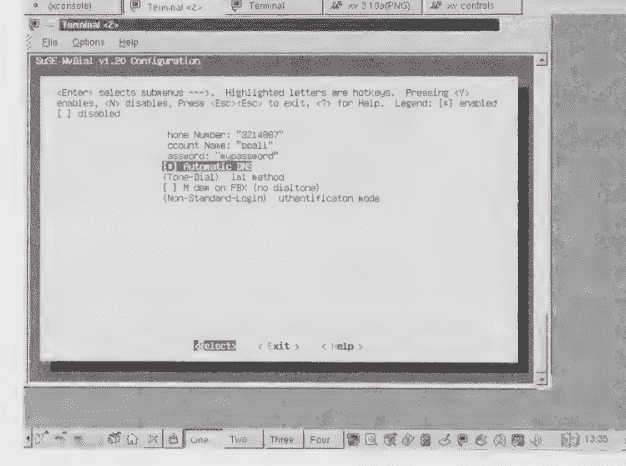 (xconsole) Terminal <2> Terminal xv 3.10a(PNG) xv controls
Terminal <2>
File Options Help
SuSE WvDial v1.20 Configuration
<Enter> selects submenus --->. Highlighted letters are hotkeys. Pressing <Y>
enables, <N> disables, Press <Esc><Esc> to exit, <?> for Help. Legend: [*] enabled
[ ] disabled
hone Number: "3214087"
ccount Name: "bball"
assword: "mypassword"
[*] Automatic DNS
(Tone-Dial) ial method
[ ] M dem on PBX (no dialtone)
(Non-Standard-Login) uthentificaton mode
<Select> < Exit > < Help >
One Two Three Four 13:35